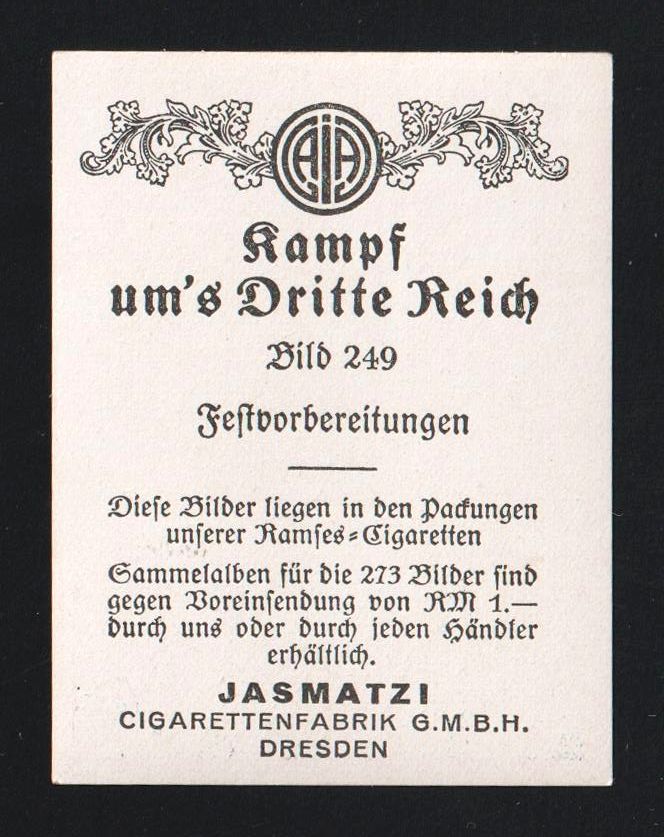 AIA
Kampf
um's Dritte Reich
Bild 249
Festvorbereitungen
Diese Bilder liegen in den Packungen
unserer Ramses=Cigaretten
Sammelalben für die 273 Bilder sind
gegen Voreinsendung von RM 1.—
durch uns oder durch jeden Händler
erhältlich.
JASMATZI
CIGARETTENFABRIK G.M.B.H.
DRESDEN